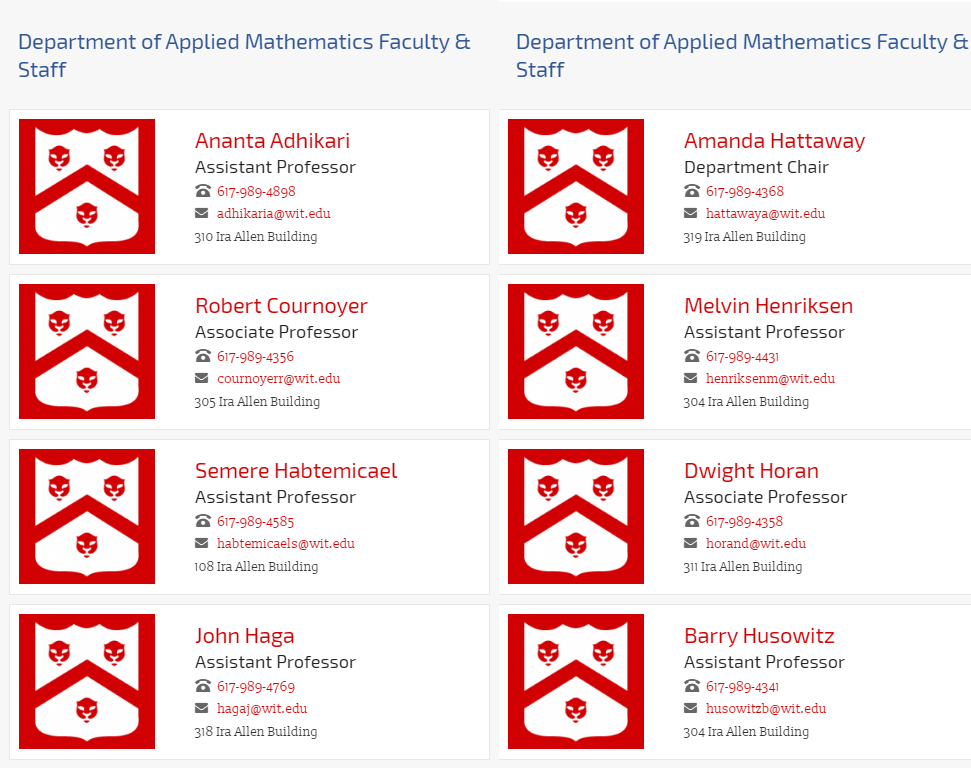 Department of Applied Mathematics Faculty &
Staff
Ananta Adhikari
Assistant Professor
617-989-4898
adhikaria@wit.edu
310 Ira Allen Building
Robert Cournoyer
Associate Professor
617-989-4356
cournoyerr@wit.edu
305 Ira Allen Building
Semere Habtemicael
Assistant Professor
617-989-4585
habtemicaels@wit.edu
108 Ira Allen Building
John Haga
Assistant Professor
617-989-4769
hagaj@wit.edu
318 Ira Allen Building
Department of Applied Mathematics Faculty &
Staff
Amanda Hattaway
Department Chair
617-989-4368
hattawaya@wit.edu
319 Ira Allen Building
Melvin Henriksen
Assistant Professor
617-989-4431
henriksenm@wit.edu
304 Ira Allen Building
Dwight Horan
Associate Professor
617-989-4358
horand@wit.edu
311 Ira Allen Building
Barry Husowitz
Assistant Professor
617-989-4341
husowitzb@wit.edu
304 Ira Allen Building